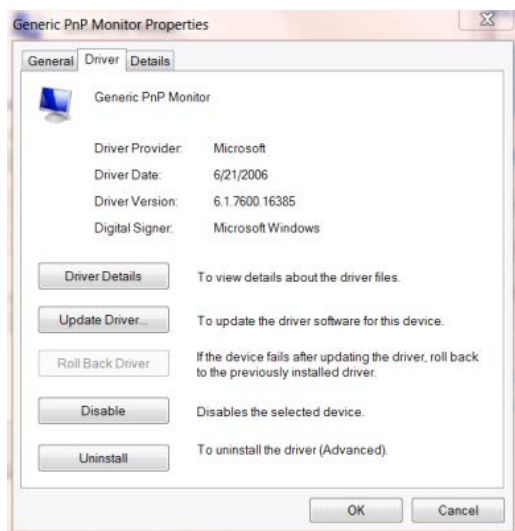 Generic PnP Monitor Properties
General Driver Details
Generic PnP Monitor
Driver Provider: Microsoft
Driver Date: 6/21/2006
Driver Version: 6.1.7600.16385
Digital Signer: Microsoft Windows
Driver Details To view details about the driver files.
Update Driver... To update the driver software for this device.
Roll Back Driver If the device fails after updating the driver, roll back
to the previously installed driver.
Disable Disables the selected device.
Uninstall To uninstall the driver (Advanced).
OK Cancel